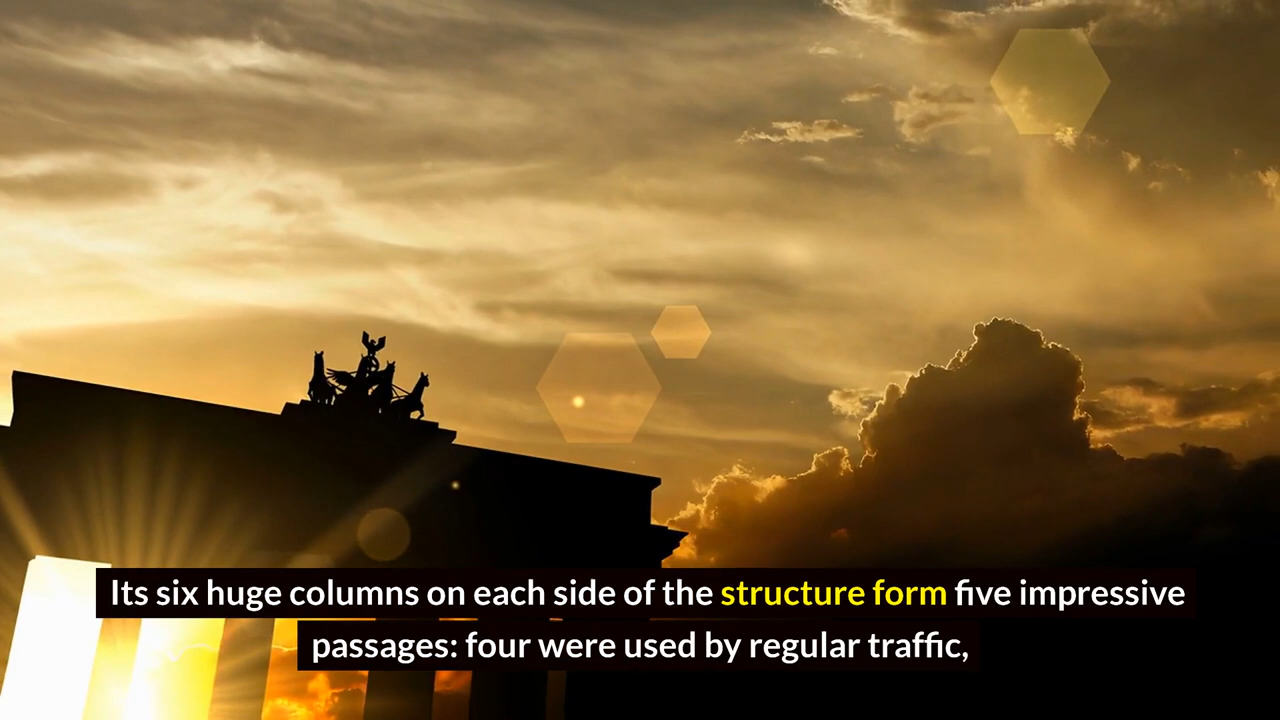 Its six huge columns on each side of the structure form five impressive
passages: four were used by regular traffic,